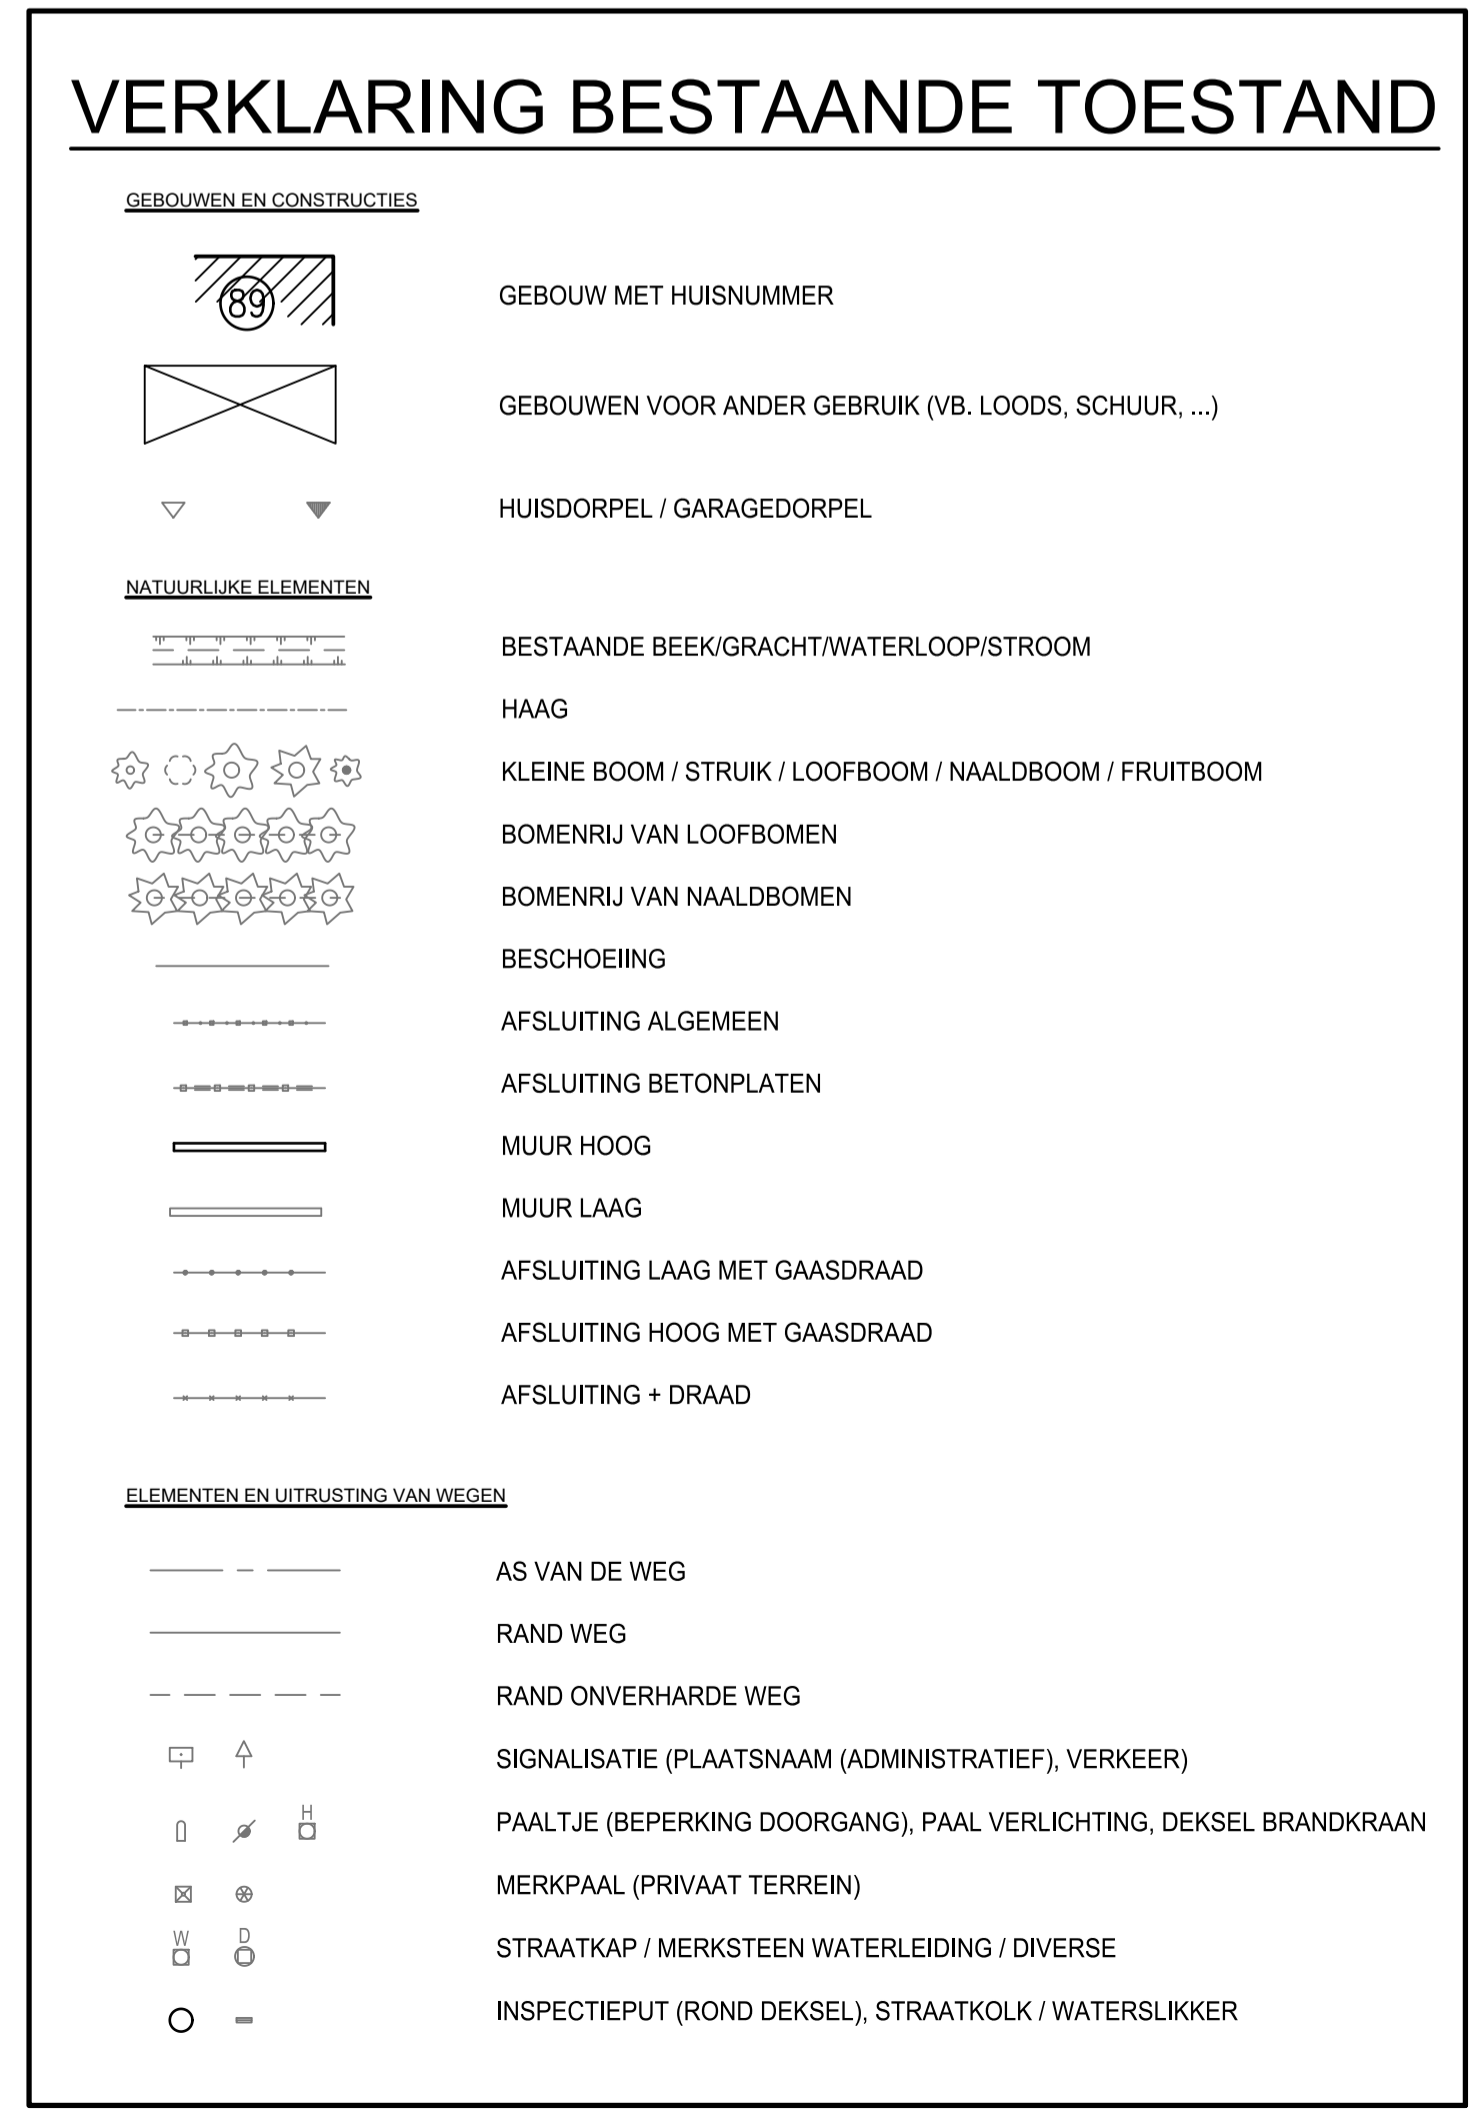 VERKLARING BESTAANDE TOESTAND
GEBOUWEN EN CONSTRUCTIES
89
GEBOUW MET HUISNUMMER
GEBOUWEN VOOR ANDER GEBRUIK (VB. LOODS, SCHUUR, ...)
HUISDORPEL / GARAGEDORPEL
NATUURLIJKE ELEMENTEN
BESTAANDE BEEK/GRACHT/WATERLOOP/STROOM
HAAG
KLEINE BOOM / STRUIK / LOOFBOOM / NAALDBOOM / FRUITBOOM
BOMENRIJ VAN LOOFBOMEN
BOMENRIJ VAN NAALDBOMEN
BESCHOEIING
AFSLUITING ALGEMEEN
AFSLUITING BETONPLATEN
MUUR HOOG
MUUR LAAG
AFSLUITING LAAG MET GAASDRAAD
AFSLUITING HOOG MET GAASDRAAD
AFSLUITING + DRAAD
ELEMENTEN EN UITRUSTING VAN WEGEN
AS VAN DE WEG
RAND WEG
RAND ONVERHARDE WEG
SIGNALISATIE (PLAATSNAAM (ADMINISTRATIEF), VERKEER)
H
PAALTJE (BEPERKING DOORGANG), PAAL VERLICHTING, DEKSEL BRANDKRAAN
MERKPAAL (PRIVAAT TERREIN)
W D
STRAATKAP / MERKSTEEN WATERLEIDING / DIVERSE
INSPECTIEPUT (ROND DEKSEL), STRAATKOLK / WATERSLIKKER